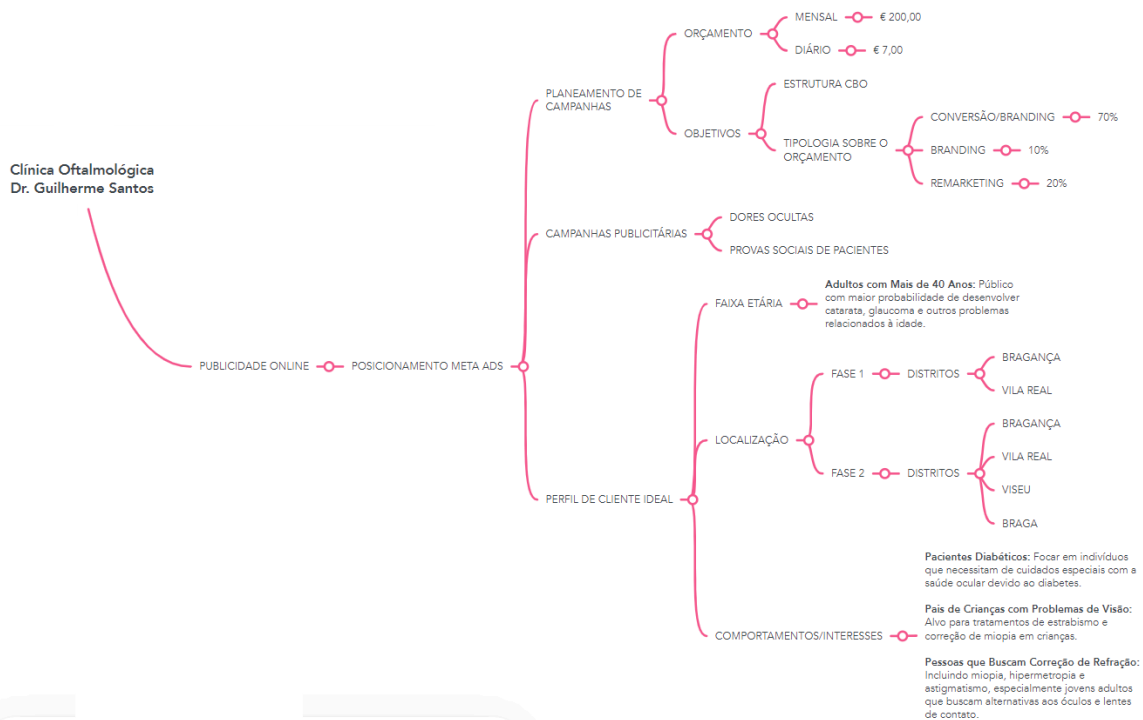 Clínica Oftalmológica
Dr. Guilherme Santos
PUBLICIDADE ONLINE
POSICIONAMENTO META ADS
PLANEAMENTO DE
CAMPANHAS
ORÇAMENTO
MENSAL
€ 200,00
DIÁRIO
€ 7,00
OBJETIVOS
ESTRUTURA CBO
TIPOLOGIA SOBRE O
ORÇAMENTO
CONVERSÃO/BRANDING
70%
BRANDING
10%
REMARKETING
20%
CAMPANHAS PUBLICITÁRIAS
DORES OCULTAS
PROVAS SOCIAIS DE PACIENTES
PERFIL DE CLIENTE IDEAL
FAIXA ETÁRIA
Adultos com Mais de 40 Anos: Público
com maior probabilidade de desenvolver
catarata, glaucoma e outros problemas
relacionados à idade.
LOCALIZAÇÃO
FASE 1
DISTRITOS
BRAGANÇA
VILA REAL
FASE 2
DISTRITOS
BRAGANÇA
VILA REAL
VISEU
BRAGA
COMPORTAMENTOS/INTERESSES
Pacientes Diabéticos: Focar em indivíduos
que necessitam de cuidados especiais com a
saúde ocular devido ao diabetes.
Pais de Crianças com Problemas de Visão:
Alvo para tratamentos de estrabismo e
correção de miopia em crianças.
Pessoas que Buscam Correção de Refração:
Incluindo miopia, hipermetropia e
astigmatismo, especialmente jovens adultos
que buscam alternativas aos óculos e lentes
de contato.